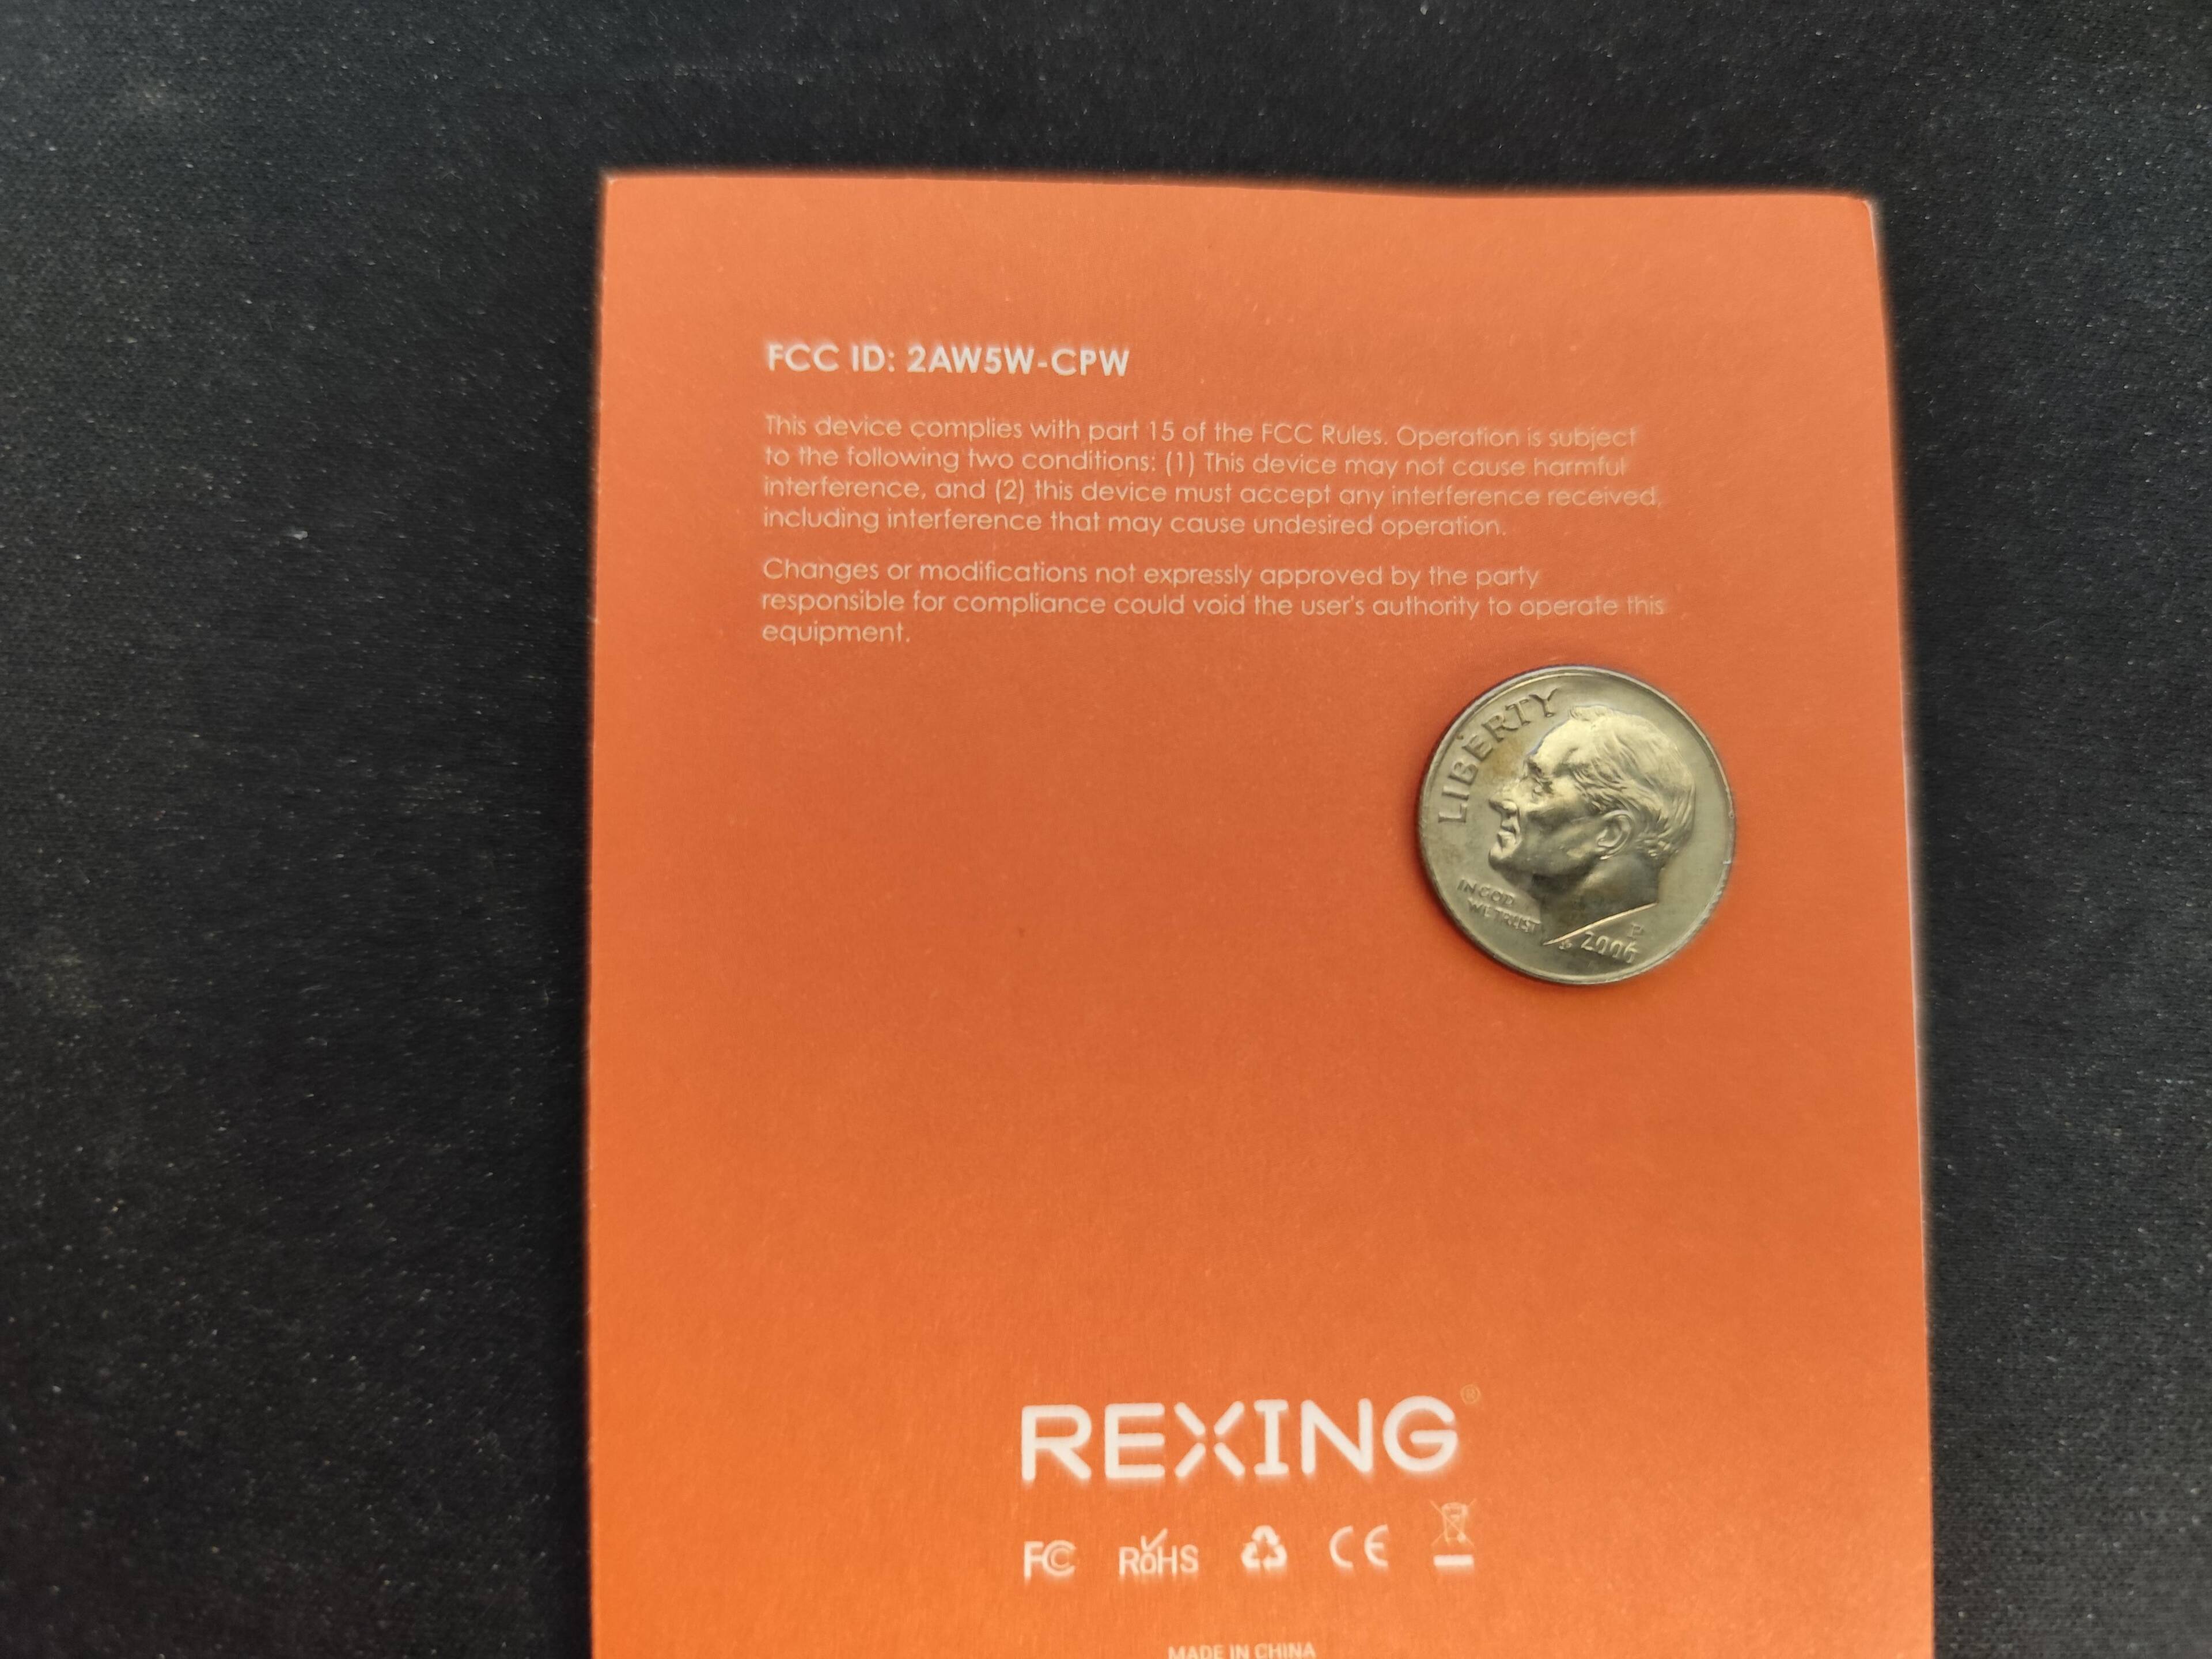 FCC ID: 2AW5W-CPW
This device complies with part 15 of the FCC Rules. Operation is subject
to the following two conditions: (1) This device may not cause harmful
interference, and (2) this device must accept any interference received,
including interference that may cause undesired operation.
Changes or modifications not expressly approved by the party
responsible for compliance could void the user's authority to operate this
equipment.
LIBERTY
IN GOD
WE TRUST
P
2006
REXING®
FC RoHS CE
MADE IN CHINA